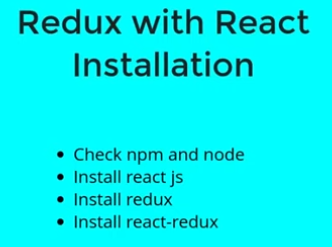 Redux with React
Installation
• Check npm and node
• Install react js
• Install redux
• Install react-redux